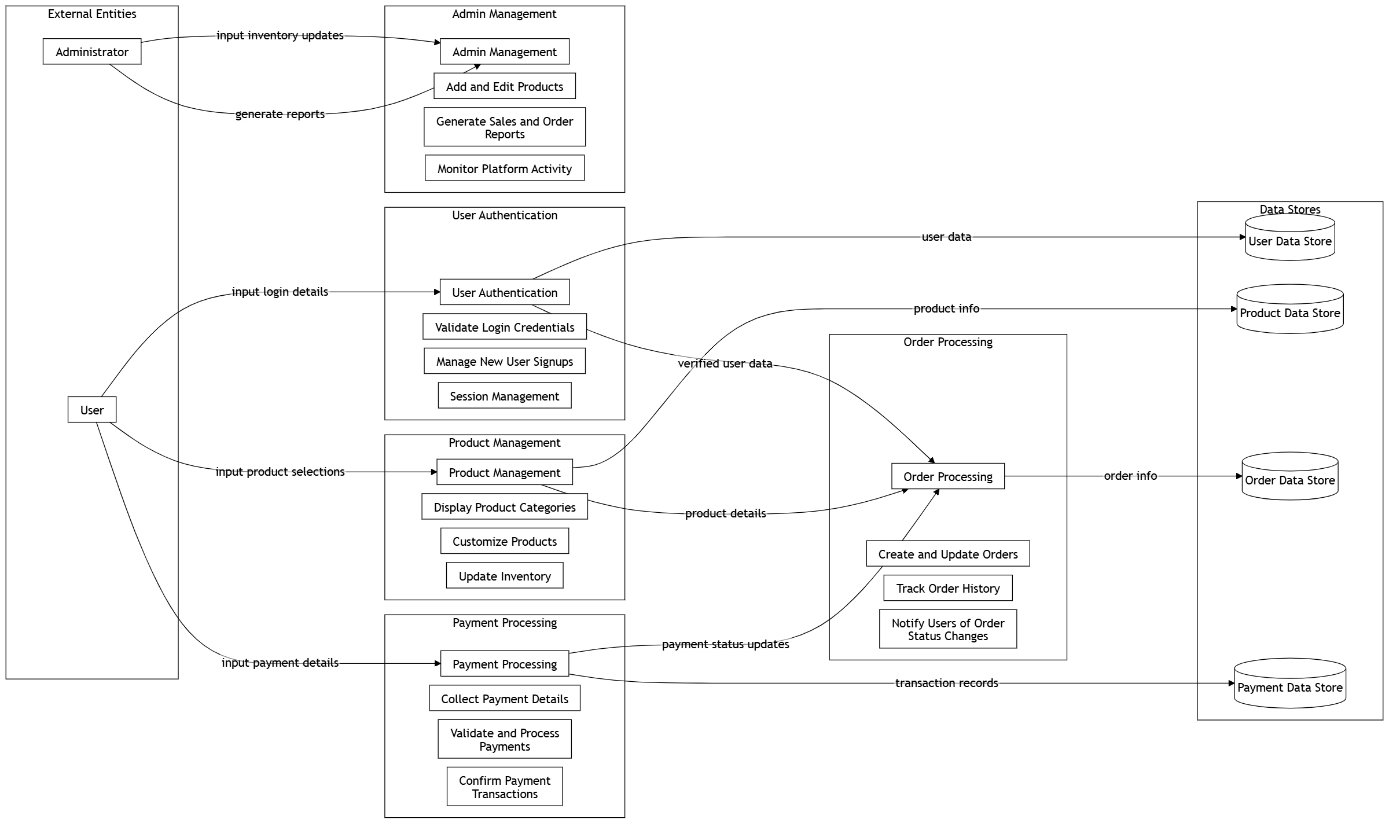 External Entities
Administrator
User
input inventory updates
generate reports
input login details
input product selections
input payment details
Admin Management
Admin Management
Add and Edit Products
Generate Sales and Order
Reports
Monitor Platform Activity
User Authentication
User Authentication
Validate Login Credentials
Manage New User Signups
Session Management
Product Management
Product Management
Display Product Categories
Customize Products
Update Inventory
Payment Processing
Payment Processing
Collect Payment Details
Validate and Process
Payments
Confirm Payment
Transactions
verified user data
product details
payment status updates
user data
product info
Order Processing
Order Processing
Create and Update Orders
Track Order History
Notify Users of Order
Status Changes
transaction records
order info
Data Stores
User Data Store
Product Data Store
Order Data Store
Payment Data Store